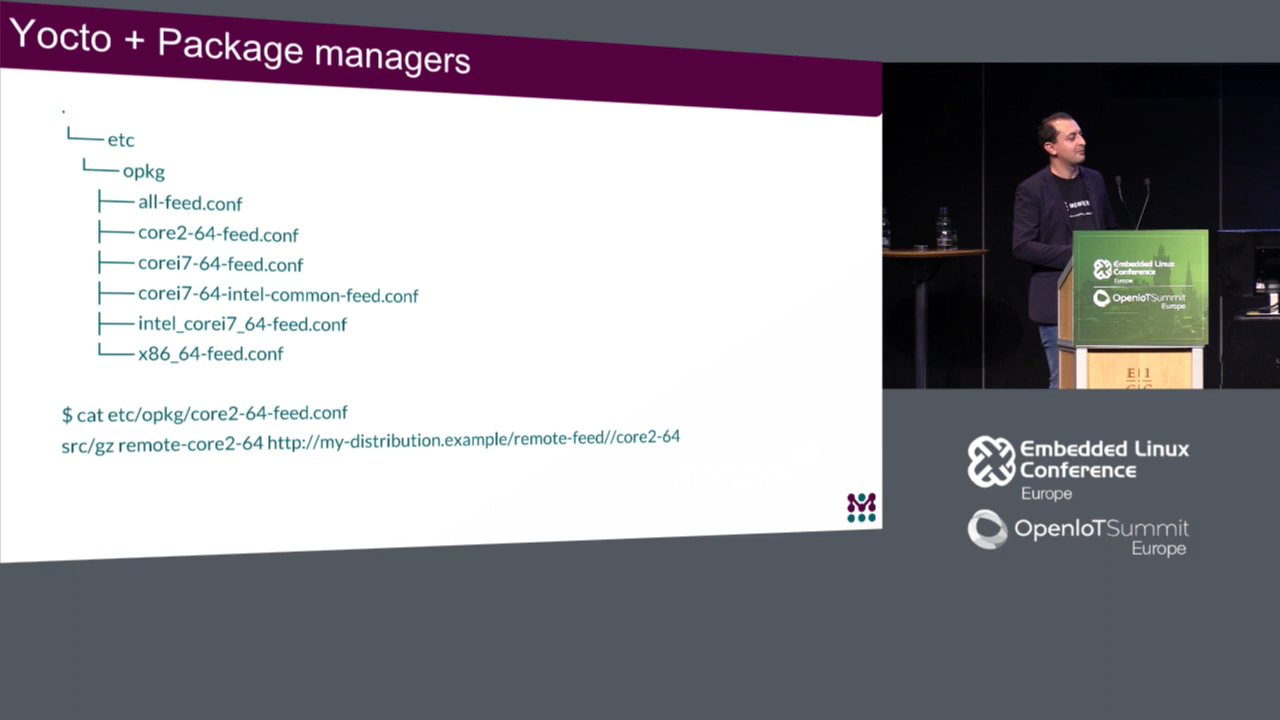 Yocto + Package managers
.
└── etc
└── opkg
├── all-feed.conf
├── core2-64-feed.conf
├── corei7-64-feed.conf
├── corei7-64-intel-common-feed.conf
├── intel_corei7_64-feed.conf
└── x86_64-feed.conf
$ cat etc/opkg/core2-64-feed.conf
src/gz remote-core2-64 http://my-distribution.example/remote-feed//core2-64
Embedded Linux
Conference
Europe
OpenIoTSummit
Europe
Embedded Linux
Conference
Europe
OpenIoTSummit
Europe